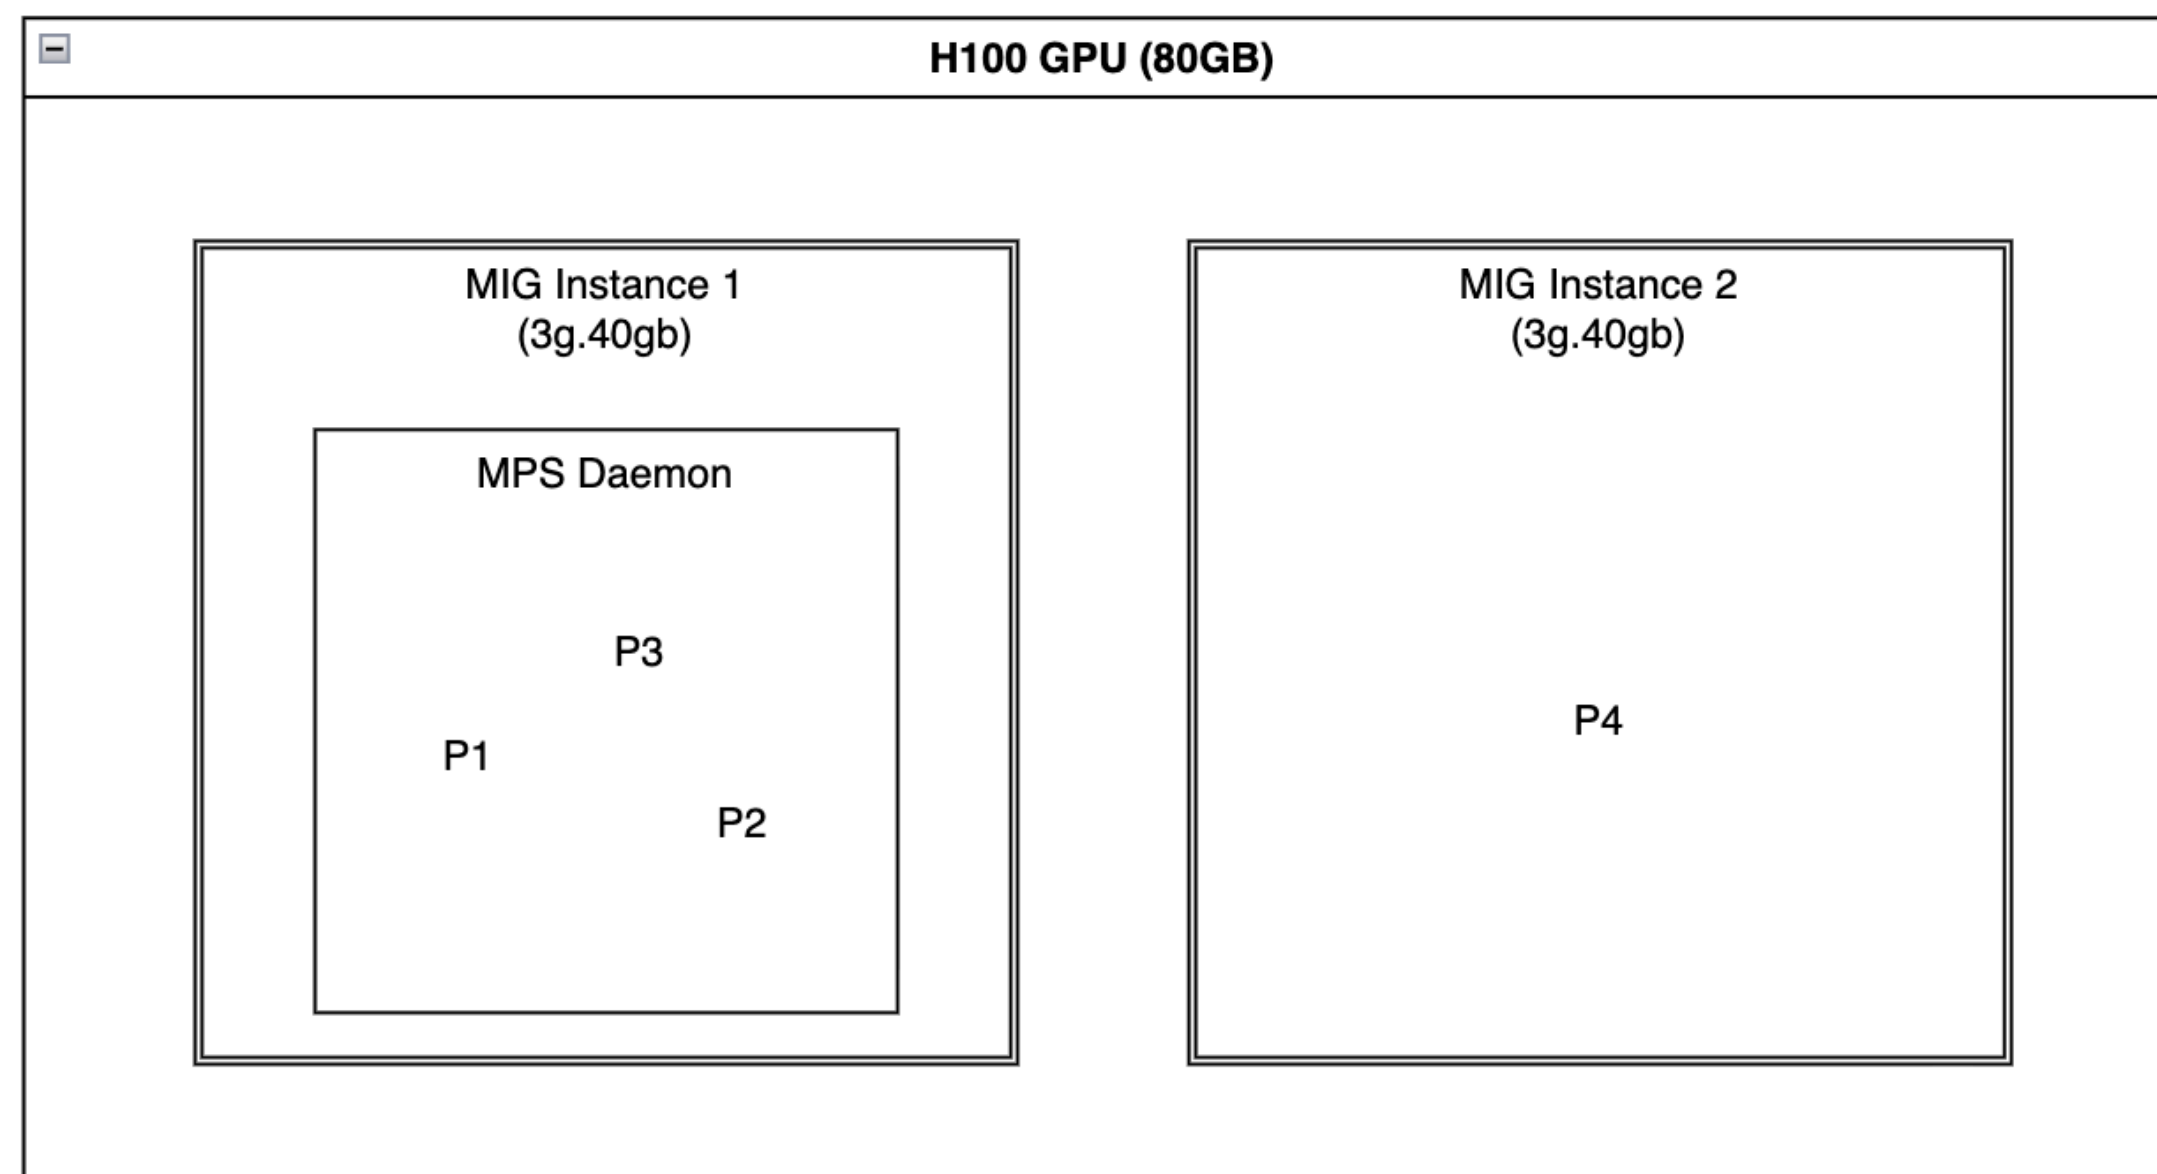 H100 GPU (80GB)
MIG Instance 1
(3g.40gb)
MPS Daemon
P3
P1
P2
MIG Instance 2
(3g.40gb)
P4